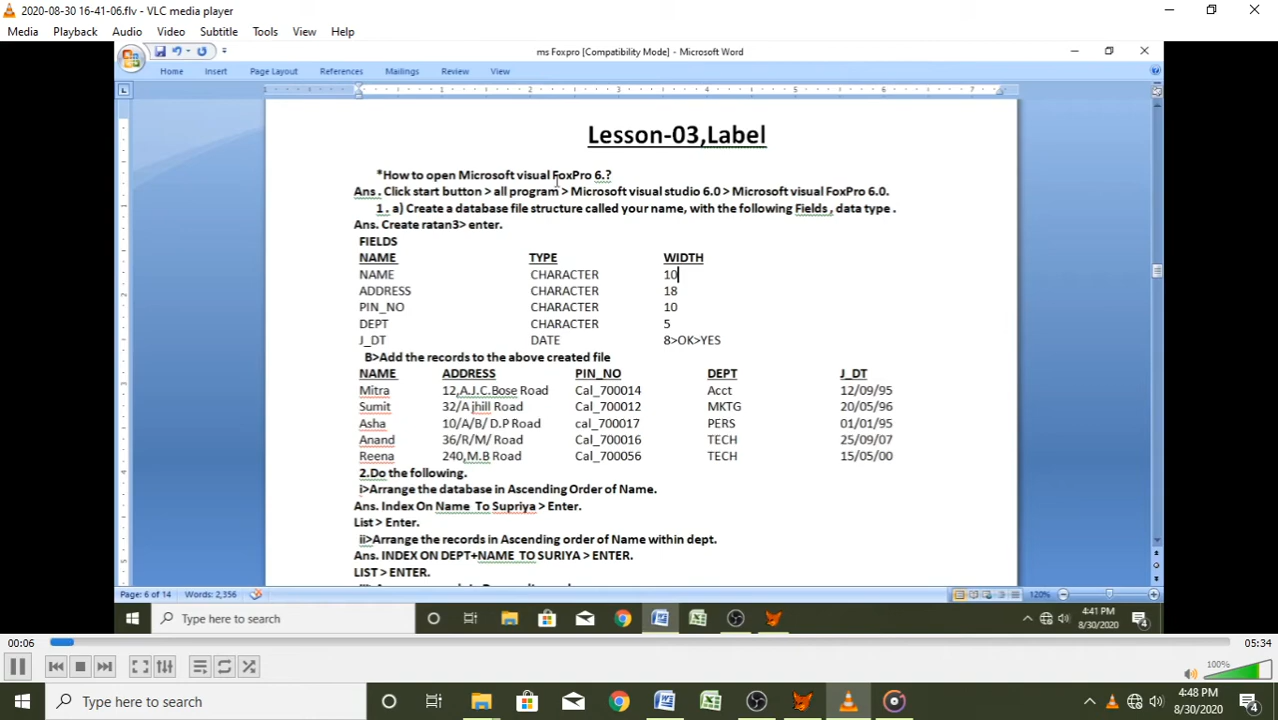 2020-08-30 16-41-06.flv - VLC media player
Media Playback Audio Video Subtitle Tools View Help
ms Foxpro [Compatibility Mode] - Microsoft Word
Home Insert Page Layout References Mailings Review View
Lesson-03,Label
*How to open Microsoft visual FoxPro 6.?
Ans . Click start button > all program > Microsoft visual studio 6.0 > Microsoft visual FoxPro 6.0.
1 . a) Create a database file structure called your name, with the following Fields , data type .
Ans. Create ratan3> enter.
FIELDS
NAME TYPE WIDTH
NAME CHARACTER 10
ADDRESS CHARACTER 18
PIN_NO CHARACTER 10
DEPT CHARACTER 5
J_DT DATE 8>OK>YES
B>Add the records to the above created file
NAME ADDRESS PIN_NO DEPT J_DT
Mitra 12,A.J.C.Bose Road Cal_700014 Acct 12/09/95
Sumit 32/A jhill Road Cal_700012 MKTG 20/05/96
Asha 10/A/B/ D.P Road cal_700017 PERS 01/01/95
Anand 36/R/M/ Road Cal_700016 TECH 25/09/07
Reena 240,M.B Road Cal_700056 TECH 15/05/00
2.Do the following.
i>Arrange the database in Ascending Order of Name.
Ans. Index On Name To Supriya > Enter.
List > Enter.
ii>Arrange the records in Ascending order of Name within dept.
Ans. INDEX ON DEPT+NAME TO SURIYA > ENTER.
LIST > ENTER.
Page: 6 of 14 Words: 2,356 120%
Type here to search 4:41 PM
8/30/2020
00:06 05:34
100%
Type here to search 4:48 PM
8/30/2020